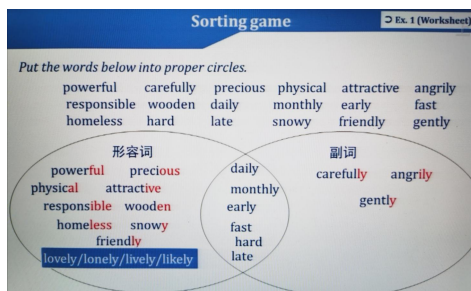 Sorting game
Ex. 1 (Worksheet)
Put the words below into proper circles.
powerful carefully precious physical attractive angrily
responsible wooden daily monthly early fast
homeless hard late snowy friendly gently
形容词
powerful precious
physical attractive
responsible wooden
homeless snowy
friendly
lovely/lonely/lively/likely
daily
monthly
early
fast
hard
late
副词
carefully angrily
gently